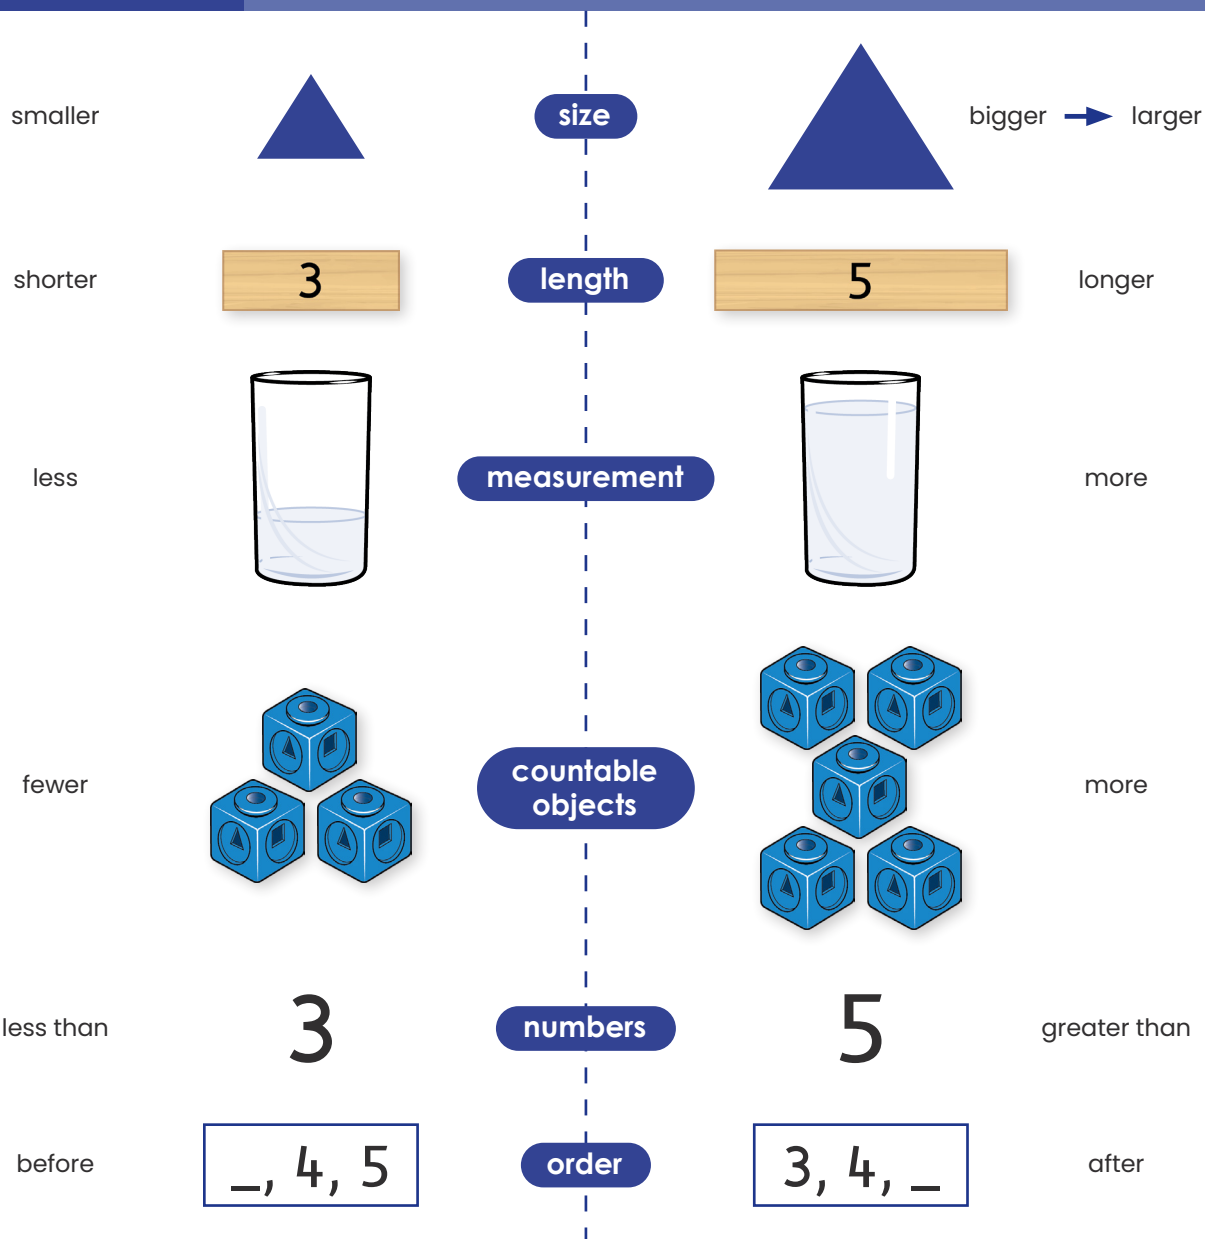 smaller
size
bigger
larger
shorter
3
length
5
longer
less
measurement
more
fewer
countable
objects
more
less than
3
numbers
5
greater than
before
_, 4, 5
order
3, 4, _
after